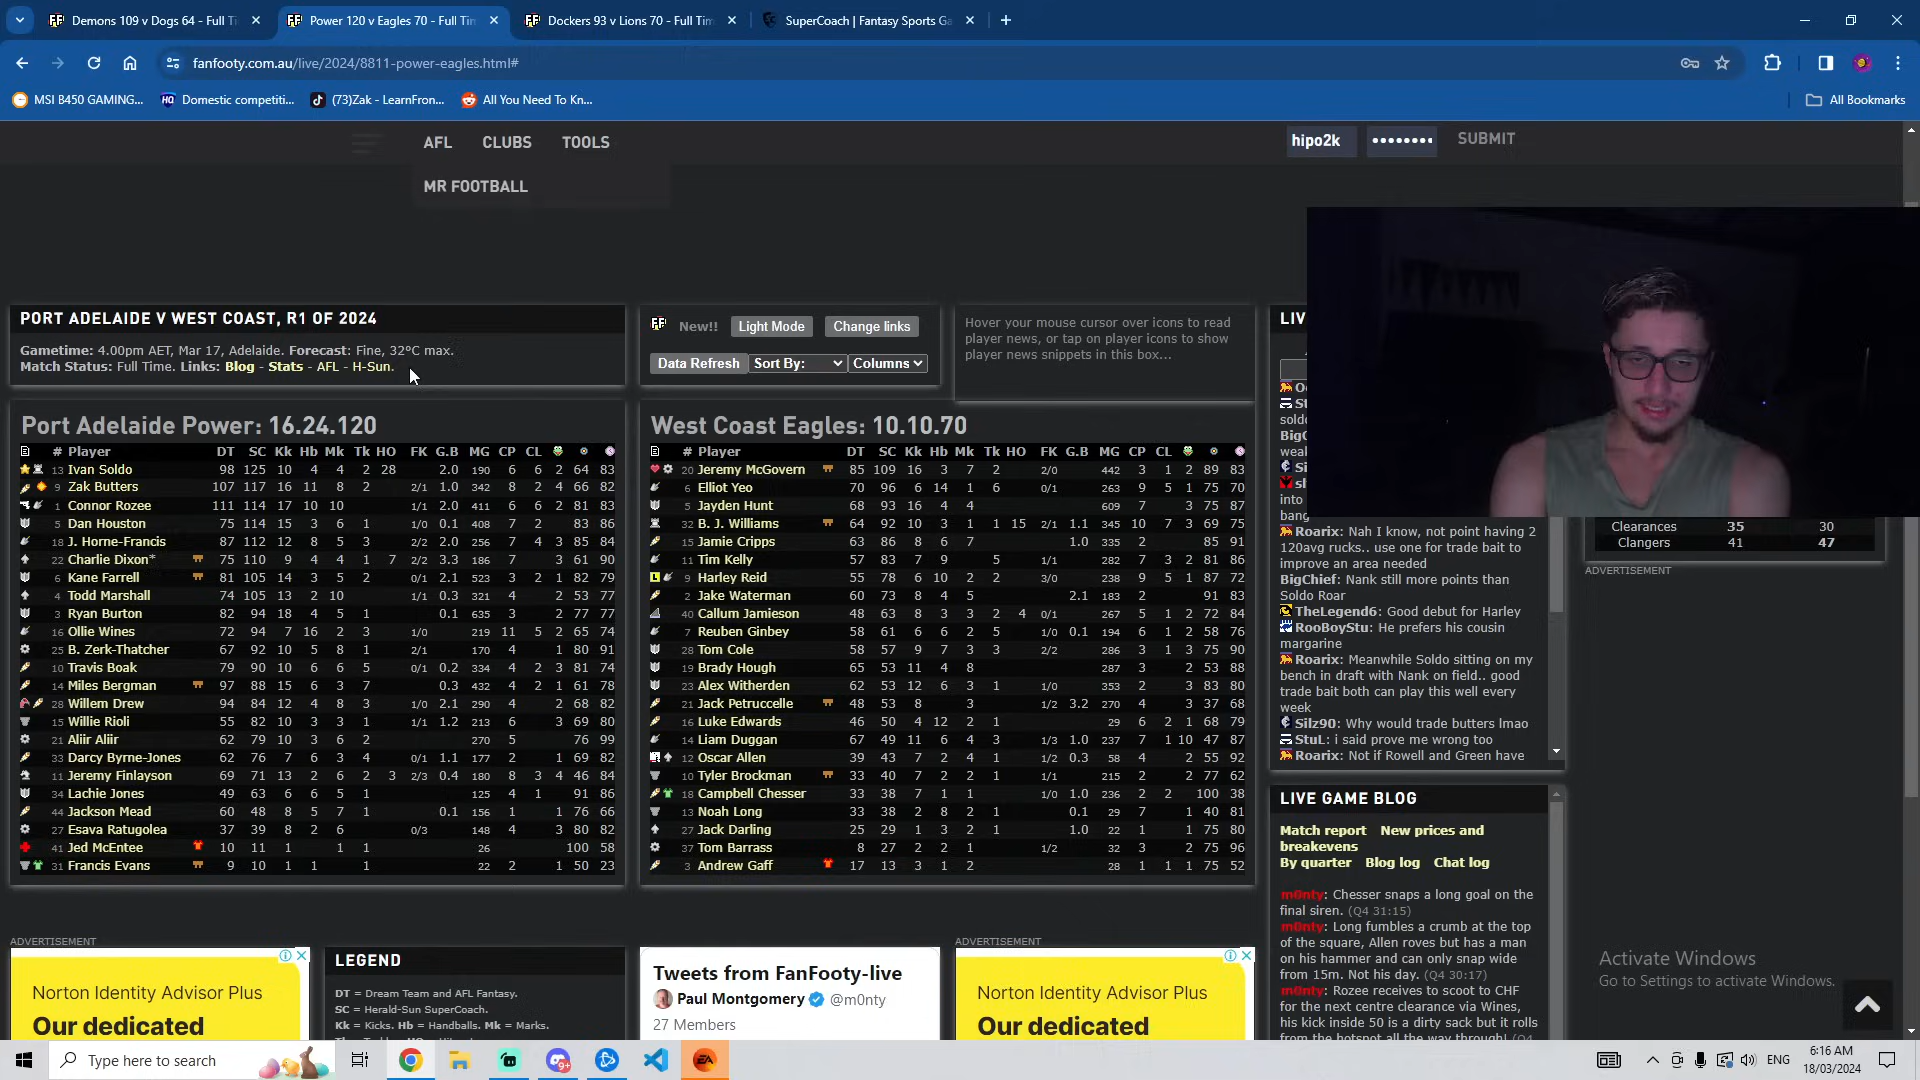 Demons 109 v Dogs 64 - Full Ti
Power 120 v Eagles 70 - Full Tim
Dockers 93 v Lions 70 - Full Tim
SuperCoach | Fantasy Sports Ga
fanfooty.com.au/live/2024/8811-power-eagles.html#
MSI B450 GAMING...
Domestic competiti...
(73)Zak - LearnFron...
All You Need To Kn...
All Bookmarks
AFL CLUBS TOOLS
hipo2k
SUBMIT
MR FOOTBALL
PORT ADELAIDE V WEST COAST, R1 OF 2024
Gametime: 4.00pm AET, Mar 17, Adelaide. Forecast: Fine, 32ºC max.
Match Status: Full Time. Links: Blog - Stats - AFL - H-Sun.
New!! Light Mode Change links
Data Refresh Sort By: Columns
Hover your mouse cursor over icons to read
player news, or tap on player icons to show
player news snippets in this box...
Port Adelaide Power: 16.24.120
# Player DT SC Kk Hb Mk Tk HO FK G.B MG CP CL
13 Ivan Soldo 98 125 10 4 4 2 28 2.0 190 6 6 2 64 83
9 Zak Butters 107 117 16 11 8 2 2/1 1.0 342 8 2 4 66 82
1 Connor Rozee 111 114 17 10 10 1/1 2.0 411 6 6 2 81 83
5 Dan Houston 75 114 15 3 6 1 1/0 0.1 408 7 2 83 86
18 J. Horne-Francis 87 112 12 8 5 3 2/2 2.0 256 7 4 3 85 84
22 Charlie Dixon* 75 110 9 4 4 1 7 2/2 3.3 186 7 3 61 90
6 Kane Farrell 81 105 14 3 5 2 0/1 2.1 523 3 2 1 82 79
4 Todd Marshall 74 105 13 2 10 1/1 0.3 321 4 2 53 77
3 Ryan Burton 82 94 18 4 5 1 0.1 635 3 2 77 77
16 Ollie Wines 72 94 7 16 2 3 1/0 219 11 5 2 65 74
25 B. Zerk-Thatcher 67 92 10 5 8 1 2/1 170 4 1 80 91
10 Travis Boak 79 90 10 6 6 5 0/1 0.2 334 4 2 3 81 74
14 Miles Bergman 97 88 15 6 3 7 0.3 432 4 2 1 61 78
28 Willem Drew 94 84 12 4 8 3 1/0 2.1 290 4 2 68 82
15 Willie Rioli 55 82 10 3 3 1 1/1 1.2 213 6 3 69 80
21 Aliir Aliir 62 79 10 3 6 2 270 5 76 99
33 Darcy Byrne-Jones 62 76 7 6 3 4 0/1 1.1 177 2 1 69 82
11 Jeremy Finlayson 69 71 13 2 6 2 3 2/3 0.4 180 8 3 4 46 84
34 Lachie Jones 49 63 6 6 5 1 125 4 1 91 86
44 Jackson Mead 60 48 8 5 7 1 0.1 156 1 1 76 66
27 Esava Ratugolea 37 39 8 2 6 0/3 148 4 3 80 82
41 Jed McEntee 10 11 1 1 1 26 100 58
31 Francis Evans 9 10 1 1 1 22 2 1 50 23
West Coast Eagles: 10.10.70
# Player DT SC Kk Hb Mk Tk HO FK G.B MG CP CL
20 Jeremy McGovern 85 109 16 3 7 2 2/0 442 3 1 2 89 83
6 Elliot Yeo 70 96 6 14 1 6 0/1 263 9 5 1 75 70
5 Jayden Hunt 68 93 16 4 4 609 7 3 75 87
32 B. J. Williams 64 92 10 3 1 1 15 2/1 1.1 345 10 7 3 69 75
15 Jamie Cripps 63 86 8 6 7 1.0 335 2 85 91
11 Tim Kelly 57 83 7 9 5 1/1 282 7 3 2 81 86
9 Harley Reid 55 78 6 10 2 2 3/0 238 9 5 1 87 72
2 Jake Waterman 60 73 8 4 5 2.1 183 2 91 83
40 Callum Jamieson 48 63 8 3 3 2 4 0/1 267 5 1 2 72 84
7 Reuben Ginbey 58 61 6 6 2 5 1/0 0.1 194 6 1 2 58 76
28 Tom Cole 58 57 9 7 3 3 2/2 286 3 1 3 75 90
19 Brady Hough 65 53 11 4 8 287 3 2 53 88
23 Alex Witherden 62 53 12 6 3 1 1/0 353 2 3 83 80
21 Jack Petruccelle 48 53 8 3 1/2 3.2 270 4 3 37 68
16 Luke Edwards 46 50 4 12 2 1 29 6 2 1 68 79
14 Liam Duggan 67 49 11 6 4 3 1/3 1.0 237 7 1 10 47 87
12 Oscar Allen 39 43 7 2 4 1 1/2 0.3 58 4 2 55 92
10 Tyler Brockman 33 40 7 2 2 1 1/1 215 2 2 77 62
18 Campbell Chesser 33 38 7 1 1 1/0 1.0 236 2 2 100 38
13 Noah Long 33 38 2 8 2 1 0.1 29 7 1 40 81
27 Jack Darling 25 29 1 3 2 1 1.0 22 1 1 75 80
37 Tom Barrass 8 27 2 2 1 1/2 32 3 2 75 96
3 Andrew Gaff 17 13 3 1 2 28 1 1 1 75 52
LIV
soldo
weak
into
bang
Roarix: Nah I know, not point having 2
120avg rucks.. use one for trade bait to
improve an area needed
BigChief: Nank still more points than
Soldo Roar
TheLegend6: Good debut for Harley
RooBoyStu: He prefers his cousin
margarine
Roarix: Meanwhile Soldo sitting on my
bench in draft with Nank on field.. good
trade bait both can play this well every
week
Silz90: Why would trade butters lmao
StuL: i said prove me wrong too
Roarix: Not if Rowell and Green have
Clearances 35 30
Clangers 41 47
ADVERTISEMENT
LIVE GAME BLOG
Match report New prices and
breakevens
By quarter Blog log Chat log
m0nty: Chesser snaps a long goal on the
final siren. (Q4 31:15)
m0nty: Long fumbles a crumb at the top
of the square, Allen roves but has a man
on his hammer and can only snap wide
from 15m. Not his day. (Q4 30:17)
m0nty: Rozee receives to scoot to CHF
for the next centre clearance via Wines,
his kick inside 50 is a dirty sack but it rolls
from the hotspot all the way through! (Q4
Activate Windows
Go to Settings to activate Windows.
ADVERTISEMENT
Norton Identity Advisor Plus
Our dedicated
LEGEND
DT = Dream Team and AFL Fantasy.
SC = Herald-Sun SuperCoach.
Kk = Kicks. Hb = Handballs. Mk = Marks.
Tweets from FanFooty-live
Paul Montgomery @m0nty
27 Members
ADVERTISEMENT
Norton Identity Advisor Plus
Our dedicated
Type here to search
9+
ENG
6:16 AM
18/03/2024